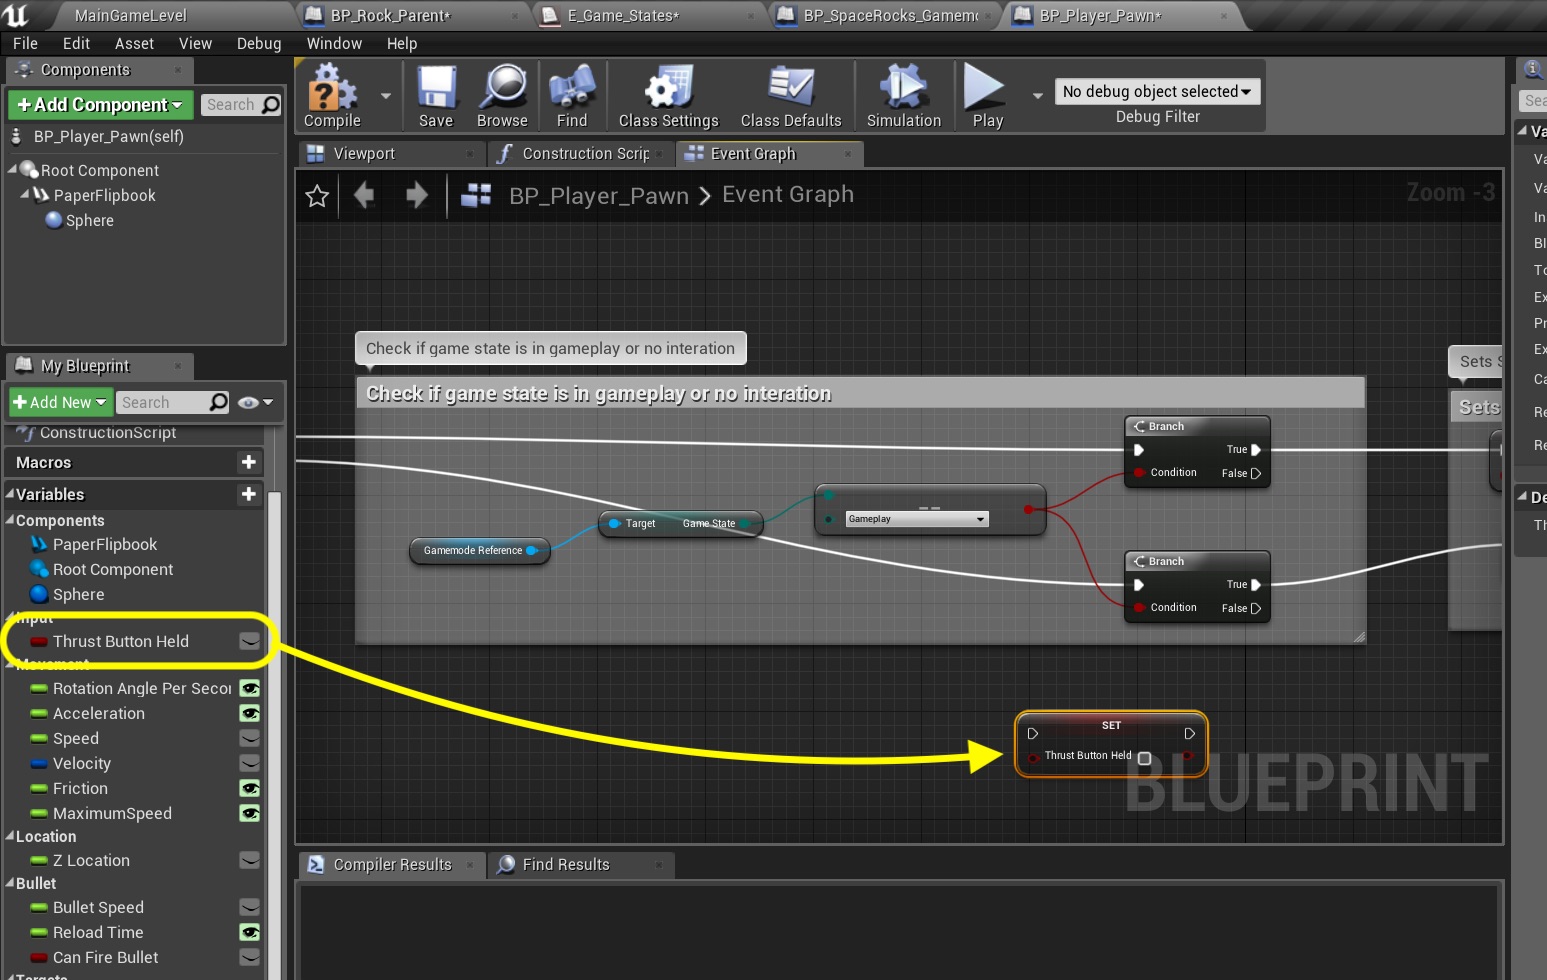 MainGameLevel
BP_Rock_Parent*
E_Game_States*
BP_SpaceRocks_Gamem
BP_Player_Pawn*
File Edit Asset View Debug Window Help
Components
+Add Component
Search
BP_Player_Pawn(self)
Root Component
PaperFlipbook
Sphere
Compile
Save
Browse
Find
Class Settings
Class Defaults
Simulation
Play
No debug object selected
Debug Filter
Viewport
Construction Scrip
Event Graph
BP_Player_Pawn > Event Graph
Zoom -3
Check if game state is in gameplay or no interation
Check if game state is in gameplay or no interation
Gamemode Reference
Target Game State
==
Gameplay
Branch
True
Condition False
Branch
True
Condition False
Sets S
Sets
SET
Thrust Button Held
BLUEPRINT
My Blueprint
+ Add New
Search
ConstructionScript
Macros +
Variables +
Components
PaperFlipbook
Root Component
Sphere
Input
Thrust Button Held
Movement
Rotation Angle Per Secon
Acceleration
Speed
Velocity
Friction
MaximumSpeed
Location
Z Location
Bullet
Bullet Speed
Reload Time
Can Fire Bullet
Targets
Compiler Results
Find Results
Sea
Va
Va
Va
In
Bl
To
Ex
Pr
Ex
Ca
Re
Re
De
Th